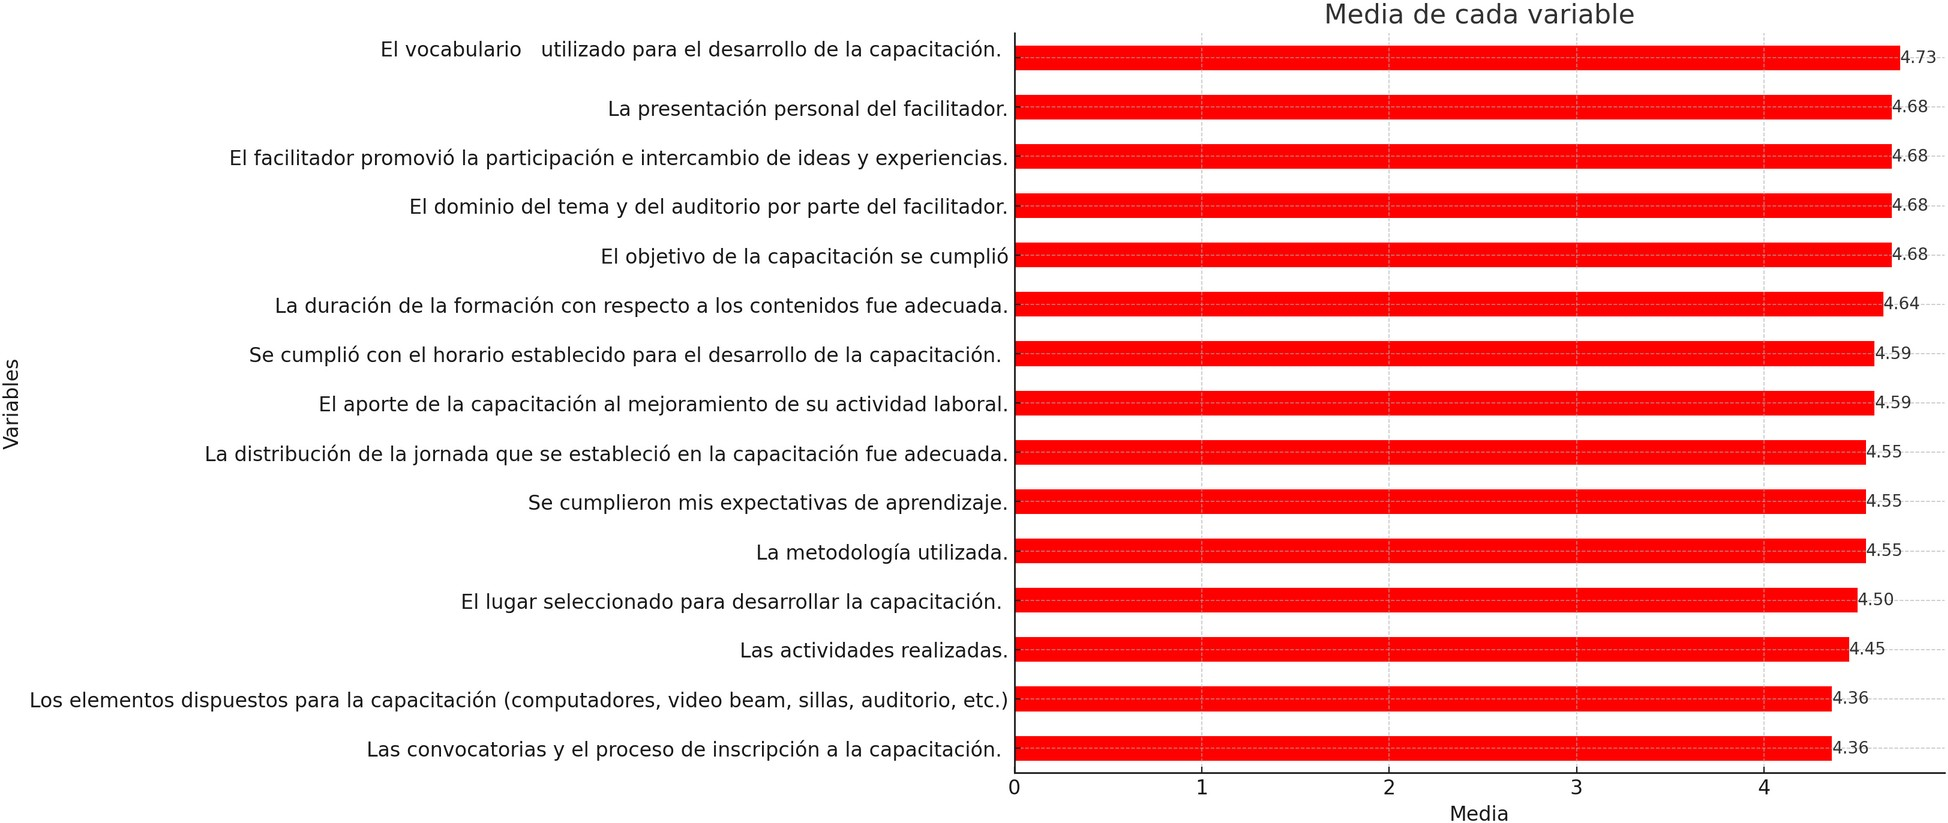 Media de cada variable
El vocabulario   utilizado para el desarrollo de la capacitación.
4.73
La presentación personal del facilitador.
4.68
El facilitador promovió la participación e intercambio de ideas y experiencias.
4.68
El dominio del tema y del auditorio por parte del facilitador.
4.68
El objetivo de la capacitación se cumplió
4.68
La duración de la formación con respecto a los contenidos fue adecuada.
4.64
Se cumplió con el horario establecido para el desarrollo de la capacitación.
4.59
El aporte de la capacitación al mejoramiento de su actividad laboral.
4.59
La distribución de la jornada que se estableció en la capacitación fue adecuada.
4.55
Se cumplieron mis expectativas de aprendizaje.
4.55
La metodología utilizada.
4.55
El lugar seleccionado para desarrollar la capacitación.
4.50
Las actividades realizadas.
4.45
Los elementos dispuestos para la capacitación (computadores, video beam, sillas, auditorio, etc.)
4.36
Las convocatorias y el proceso de inscripción a la capacitación.
4.36
Variables
0 1 2 3 4
Media